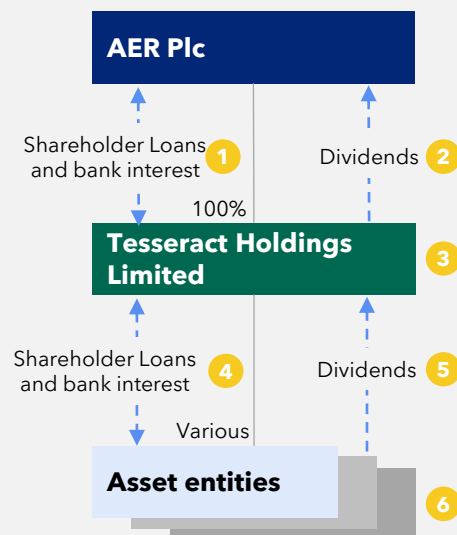 AER Plc
Shareholder Loans
and bank interest
1
Dividends
2
100%
Tesseract Holdings
Limited
3
Shareholder Loans
and bank interest
4
Dividends
5
Various
Asset entities
6